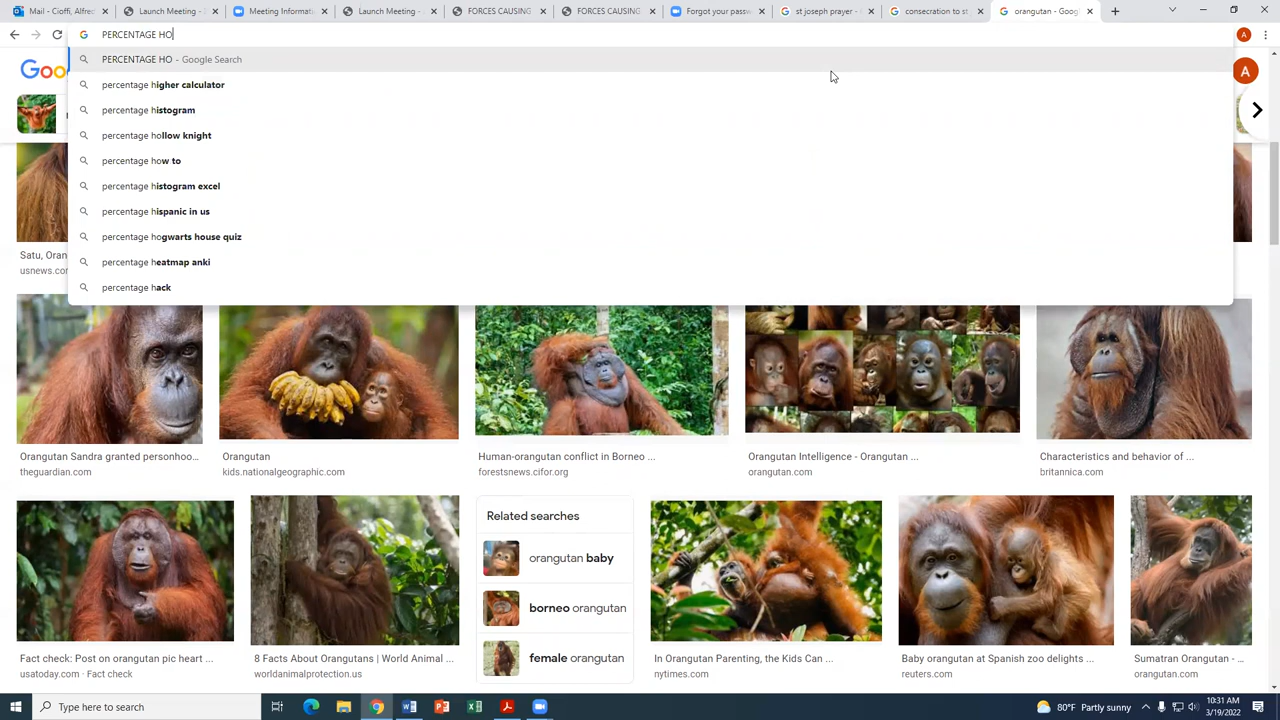 Mail - Cioffi, Alfred
Launch Meeting -
Meeting Informati
Launch Meeting -
FORCES CAUSING
FORCES CAUSING
Forgot your passw
st joseph prayer - G
consecration to st
orangutan - Goog
PERCENTAGE HO
A
PERCENTAGE HO - Google Search
A
percentage higher calculator
percentage histogram
percentage hollow knight
percentage how to
percentage histogram excel
percentage hispanic in us
percentage hogwarts house quiz
percentage heatmap anki
percentage hack
Goo
Satu, Oran
usnews.com
Orangutan Sandra granted personhoo...
theguardian.com
Orangutan
kids.nationalgeographic.com
Human-orangutan conflict in Borneo ...
forestsnews.cifor.org
Orangutan Intelligence - Orangutan ...
orangutan.com
Characteristics and behavior of ...
britannica.com
Related searches
orangutan baby
borneo orangutan
female orangutan
Fact check: Post on orangutan pic heart ...
usatoday.com · Fact check
8 Facts About Orangutans | World Animal ...
worldanimalprotection.us
In Orangutan Parenting, the Kids Can ...
nytimes.com
Baby orangutan at Spanish zoo delights ...
reuters.com
Sumatran Orangutan - ...
orangutan.com
Type here to search
80°F Partly sunny
10:31 AM
3/19/2022